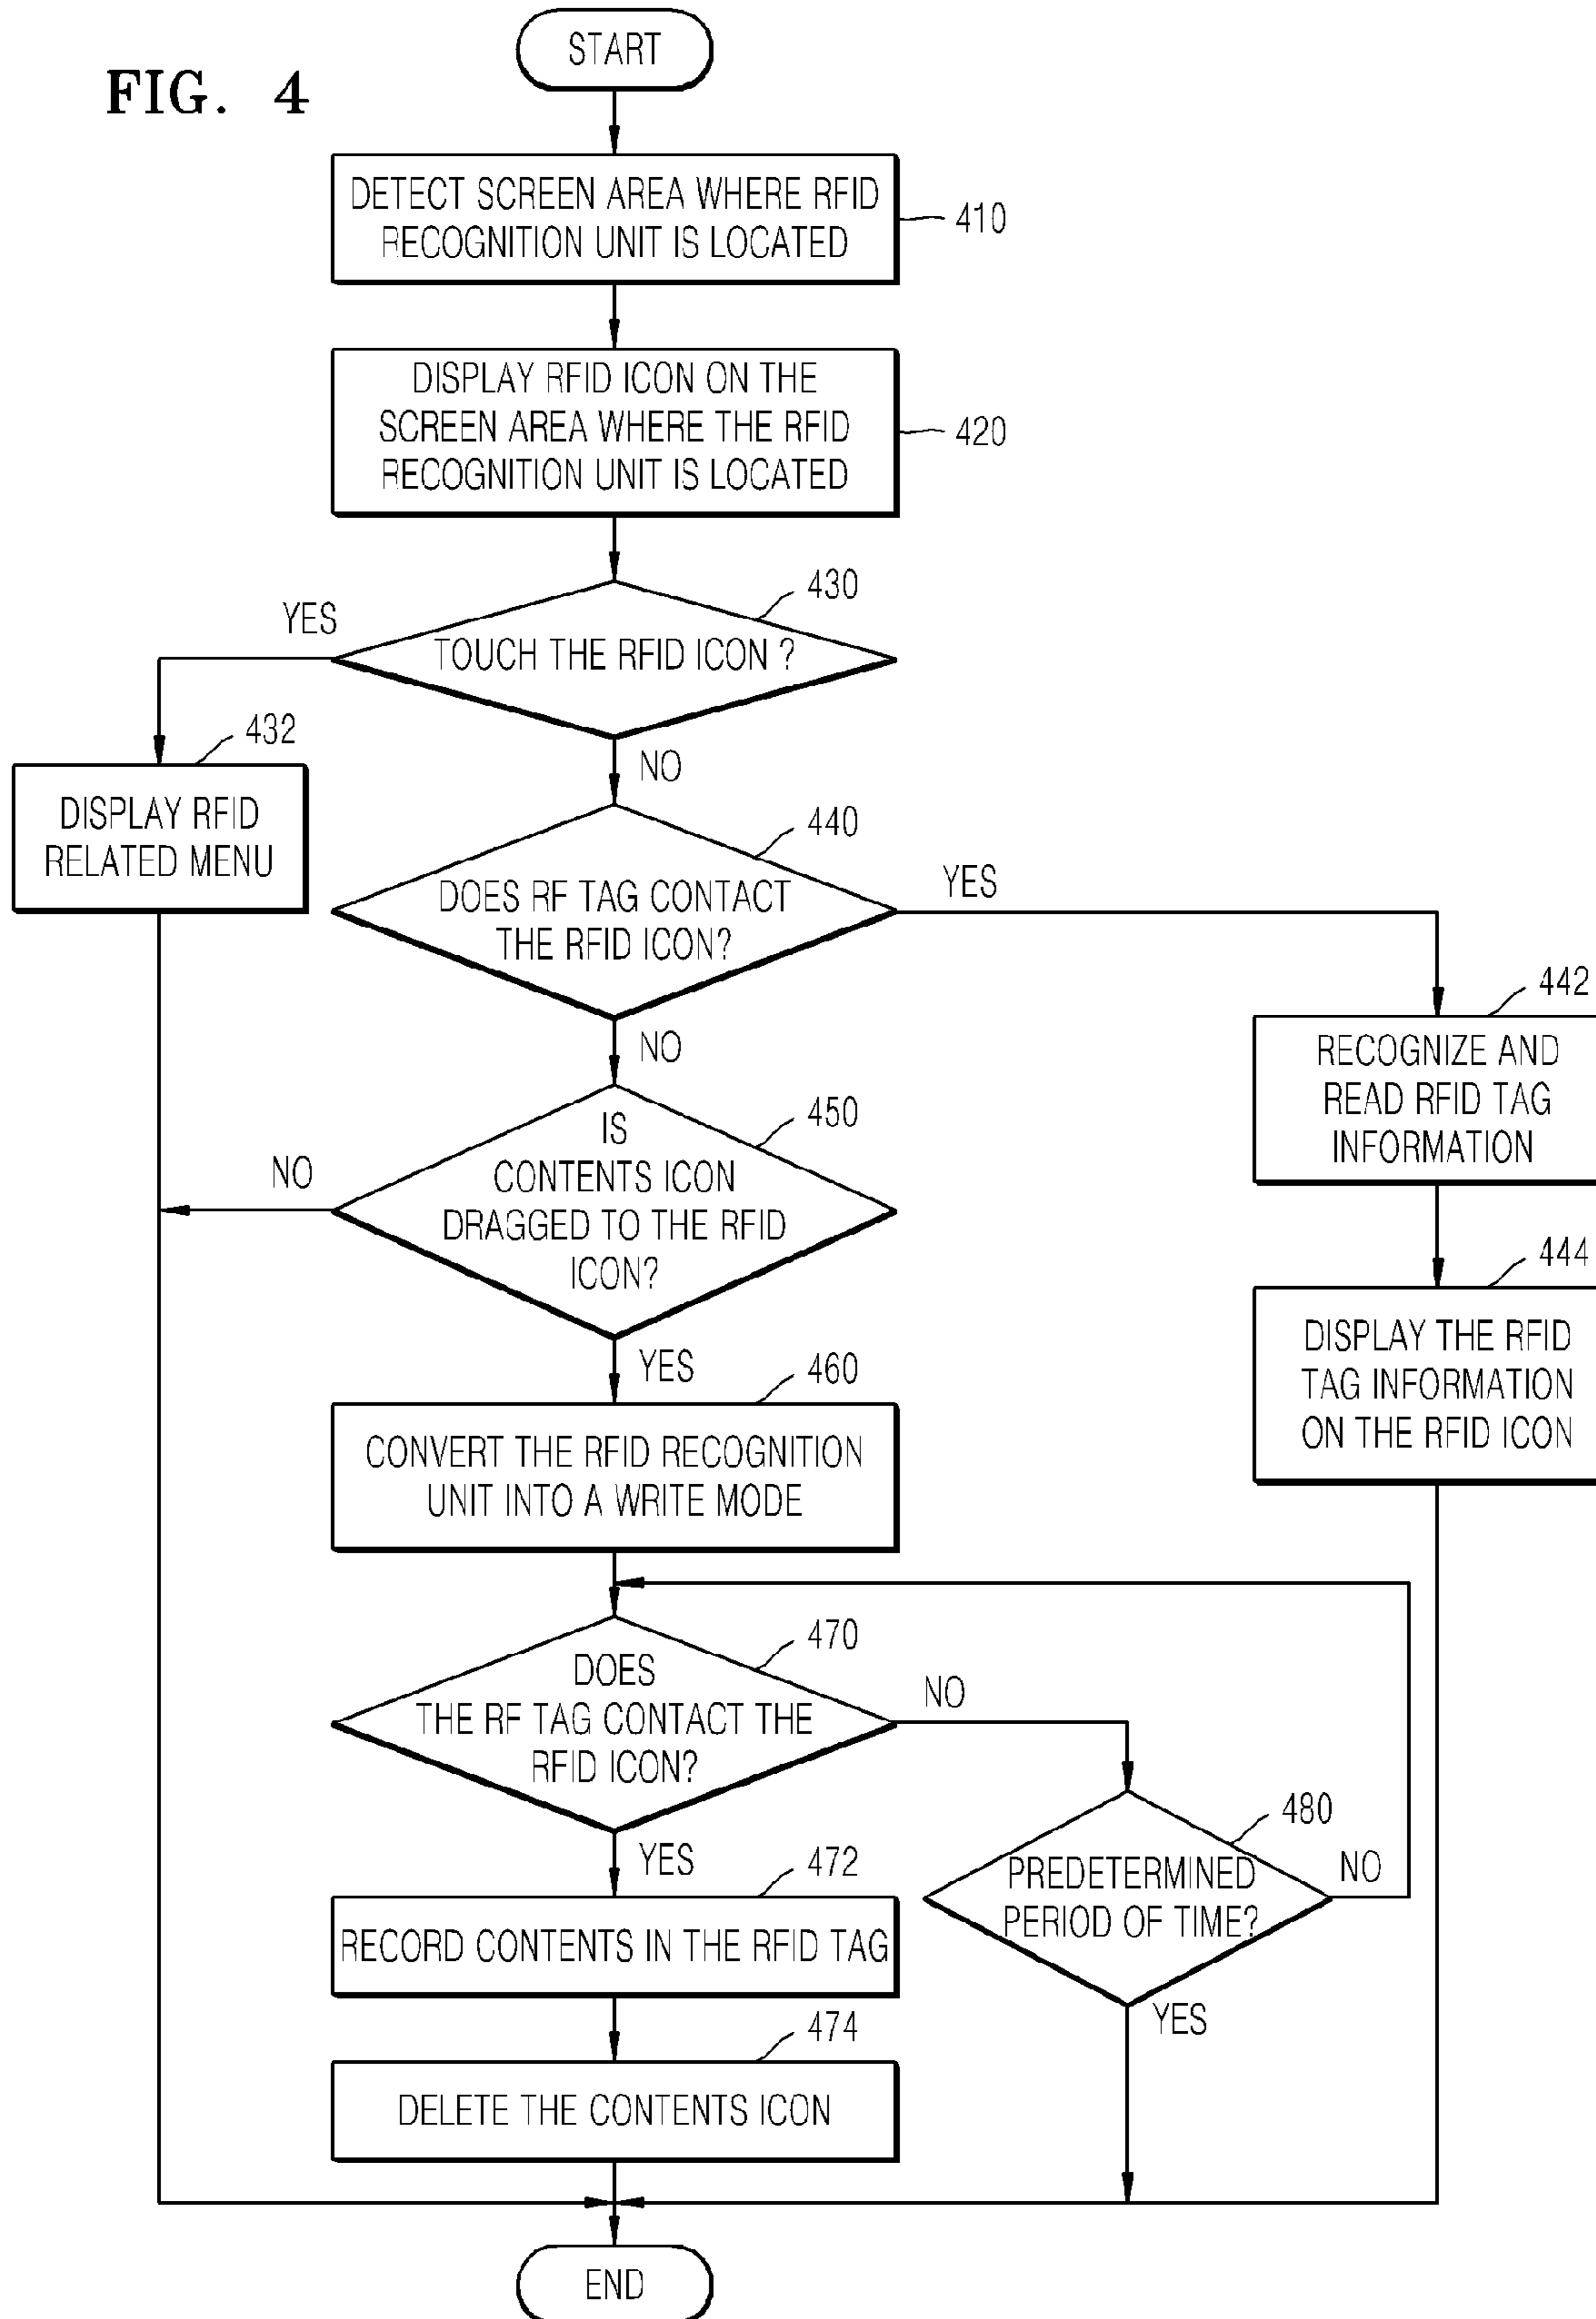 FIG. 4
START
DETECT SCREEN AREA WHERE RFID
RECOGNITION UNIT IS LOCATED
410
DISPLAY RFID ICON ON THE
SCREEN AREA WHERE THE RFID
RECOGNITION UNIT IS LOCATED
420
430
YES
TOUCH THE RFID ICON ?
432
NO
DISPLAY RFID
RELATED MENU
440
YES
DOES RF TAG CONTACT
THE RFID ICON?
442
NO
RECOGNIZE AND
READ RFID TAG
INFORMATION
450
IS
CONTENTS ICON
DRAGGED TO THE RFID
ICON?
NO
444
DISPLAY THE RFID
TAG INFORMATION
ON THE RFID ICON
YES
460
CONVERT THE RFID RECOGNITION
UNIT INTO A WRITE MODE
470
DOES
THE RF TAG CONTACT THE
RFID ICON?
NO
480
YES
472
PREDETERMINED
PERIOD OF TIME?
NO
RECORD CONTENTS IN THE RFID TAG
YES
474
DELETE THE CONTENTS ICON
END